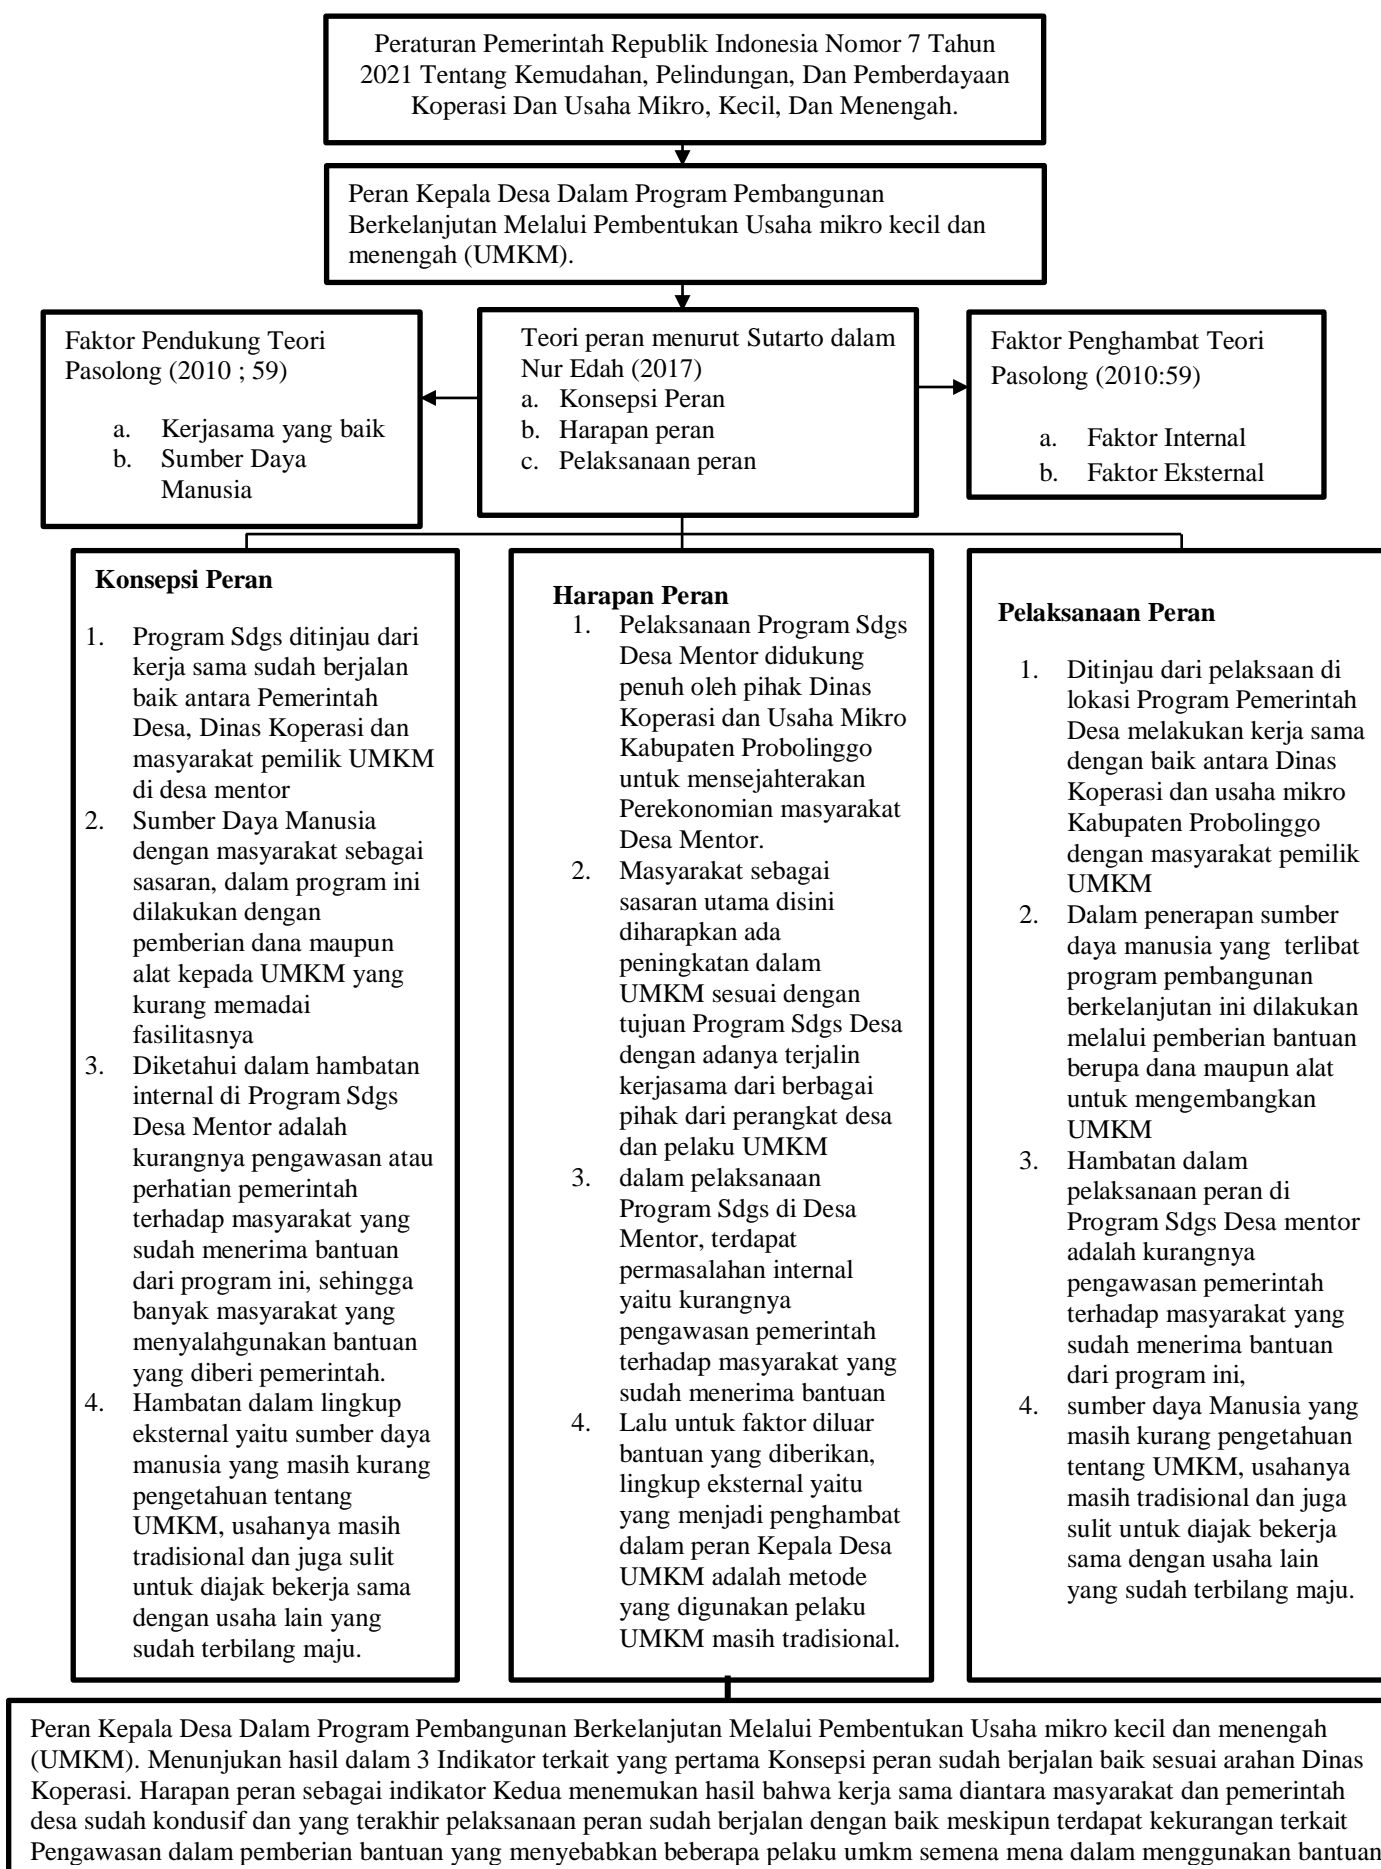 Peraturan Pemerintah Republik Indonesia Nomor 7 Tahun
2021 Tentang Kemudahan, Pelindungan, Dan Pemberdayaan
Koperasi Dan Usaha Mikro, Kecil, Dan Menengah.
Peran Kepala Desa Dalam Program Pembangunan
Berkelanjutan Melalui Pembentukan Usaha mikro kecil dan
menengah (UMKM).
Faktor Pendukung Teori
Pasolong (2010 ; 59)
a. Kerjasama yang baik
b. Sumber Daya
Manusia
Teori peran menurut Sutarto dalam
Nur Edah (2017)
a. Konsepsi Peran
b. Harapan peran
c. Pelaksanaan peran
Faktor Penghambat Teori
Pasolong (2010:59)
a. Faktor Internal
b. Faktor Eksternal
Konsepsi Peran
1. Program Sdgs ditinjau dari
kerja sama sudah berjalan
baik antara Pemerintah
Desa, Dinas Koperasi dan
masyarakat pemilik UMKM
di desa mentor
2. Sumber Daya Manusia
dengan masyarakat sebagai
sasaran, dalam program ini
dilakukan dengan
pemberian dana maupun
alat kepada UMKM yang
kurang memadai
fasilitasnya
3. Diketahui dalam hambatan
internal di Program Sdgs
Desa Mentor adalah
kurangnya pengawasan atau
perhatian pemerintah
terhadap masyarakat yang
sudah menerima bantuan
dari program ini, sehingga
banyak masyarakat yang
menyalahgunakan bantuan
yang diberi pemerintah.
4. Hambatan dalam lingkup
eksternal yaitu sumber daya
manusia yang masih kurang
pengetahuan tentang
UMKM, usahanya masih
tradisional dan juga sulit
untuk diajak bekerja sama
dengan usaha lain yang
sudah terbilang maju.
Harapan Peran
1. Pelaksanaan Program Sdgs
Desa Mentor didukung
penuh oleh pihak Dinas
Koperasi dan Usaha Mikro
Kabupaten Probolinggo
untuk mensejahterakan
Perekonomian masyarakat
Desa Mentor.
2. Masyarakat sebagai
sasaran utama disini
diharapkan ada
peningkatan dalam
UMKM sesuai dengan
tujuan Program Sdgs Desa
dengan adanya terjalin
kerjasama dari berbagai
pihak dari perangkat desa
dan pelaku UMKM
3. dalam pelaksanaan
Program Sdgs di Desa
Mentor, terdapat
permasalahan internal
yaitu kurangnya
pengawasan pemerintah
terhadap masyarakat yang
sudah menerima bantuan
4. Lalu untuk faktor diluar
bantuan yang diberikan,
lingkup eksternal yaitu
yang menjadi penghambat
dalam peran Kepala Desa
UMKM adalah metode
yang digunakan pelaku
UMKM masih tradisional.
Pelaksanaan Peran
1. Ditinjau dari pelaksaan di
lokasi Program Pemerintah
Desa melakukan kerja sama
dengan baik antara Dinas
Koperasi dan usaha mikro
Kabupaten Probolinggo
dengan masyarakat pemilik
UMKM
2. Dalam penerapan sumber
daya manusia yang terlibat
program pembangunan
berkelanjutan ini dilakukan
melalui pemberian bantuan
berupa dana maupun alat
untuk mengembangkan
UMKM
3. Hambatan dalam
pelaksanaan peran di
Program Sdgs Desa mentor
adalah kurangnya
pengawasan pemerintah
terhadap masyarakat yang
sudah menerima bantuan
dari program ini,
4. sumber daya Manusia yang
masih kurang pengetahuan
tentang UMKM, usahanya
masih tradisional dan juga
sulit untuk diajak bekerja
sama dengan usaha lain
yang sudah terbilang maju.
Peran Kepala Desa Dalam Program Pembangunan Berkelanjutan Melalui Pembentukan Usaha mikro kecil dan menengah
(UMKM). Menunjukan hasil dalam 3 Indikator terkait yang pertama Konsepsi peran sudah berjalan baik sesuai arahan Dinas
Koperasi. Harapan peran sebagai indikator Kedua menemukan hasil bahwa kerja sama diantara masyarakat dan pemerintah
desa sudah kondusif dan yang terakhir pelaksanaan peran sudah berjalan dengan baik meskipun terdapat kekurangan terkait
Pengawasan dalam pemberian bantuan yang menyebabkan beberapa pelaku umkm semena mena dalam menggunakan bantuan